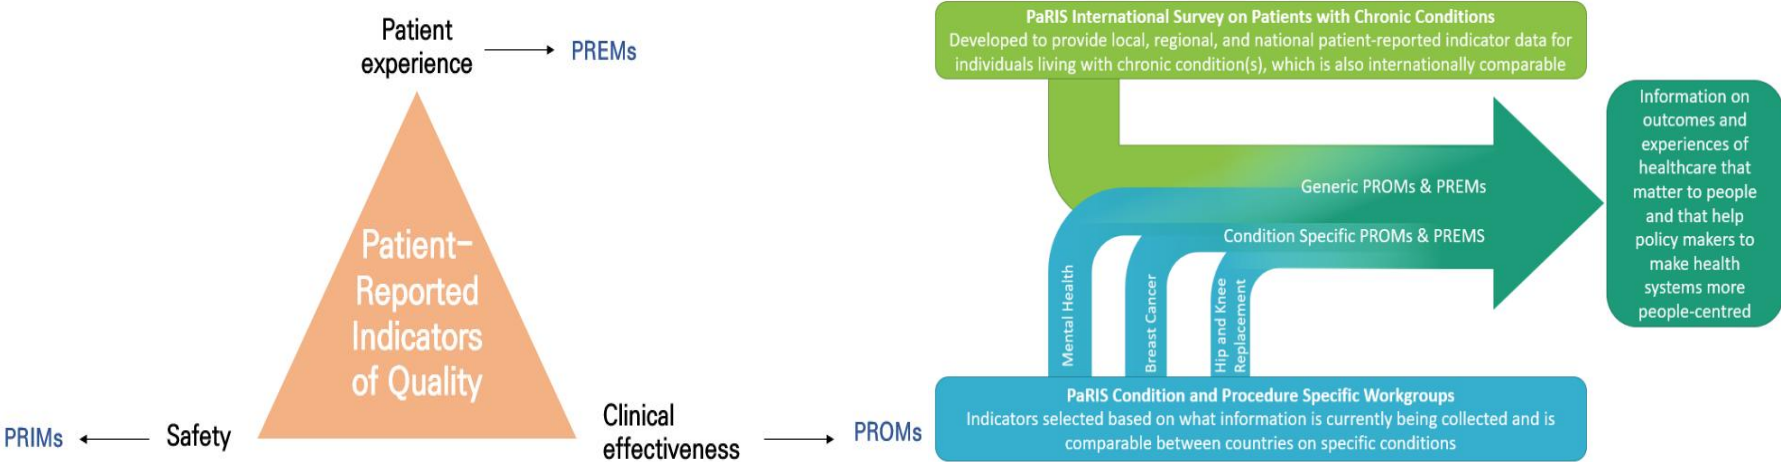 Patient
experience
PREMs
Patient-
Reported
Indicators
of Quality
PRIMs
Safety
Clinical
effectiveness
PROMs
PaRIS International Survey on Patients with Chronic Conditions
Developed to provide local, regional, and national patient-reported indicator data for
individuals living with chronic condition(s), which is also internationally comparable
Generic PROMs & PREMs
Condition Specific PROMs & PREMS
Mental Health
Breast Cancer
Hip and Knee
Replacement
PaRIS Condition and Procedure Specific Workgroups
Indicators selected based on what information is currently being collected and is
comparable between countries on specific conditions
Information on
outcomes and
experiences of
healthcare that
matter to people
and that help
policy makers to
make health
systems more
people-centred